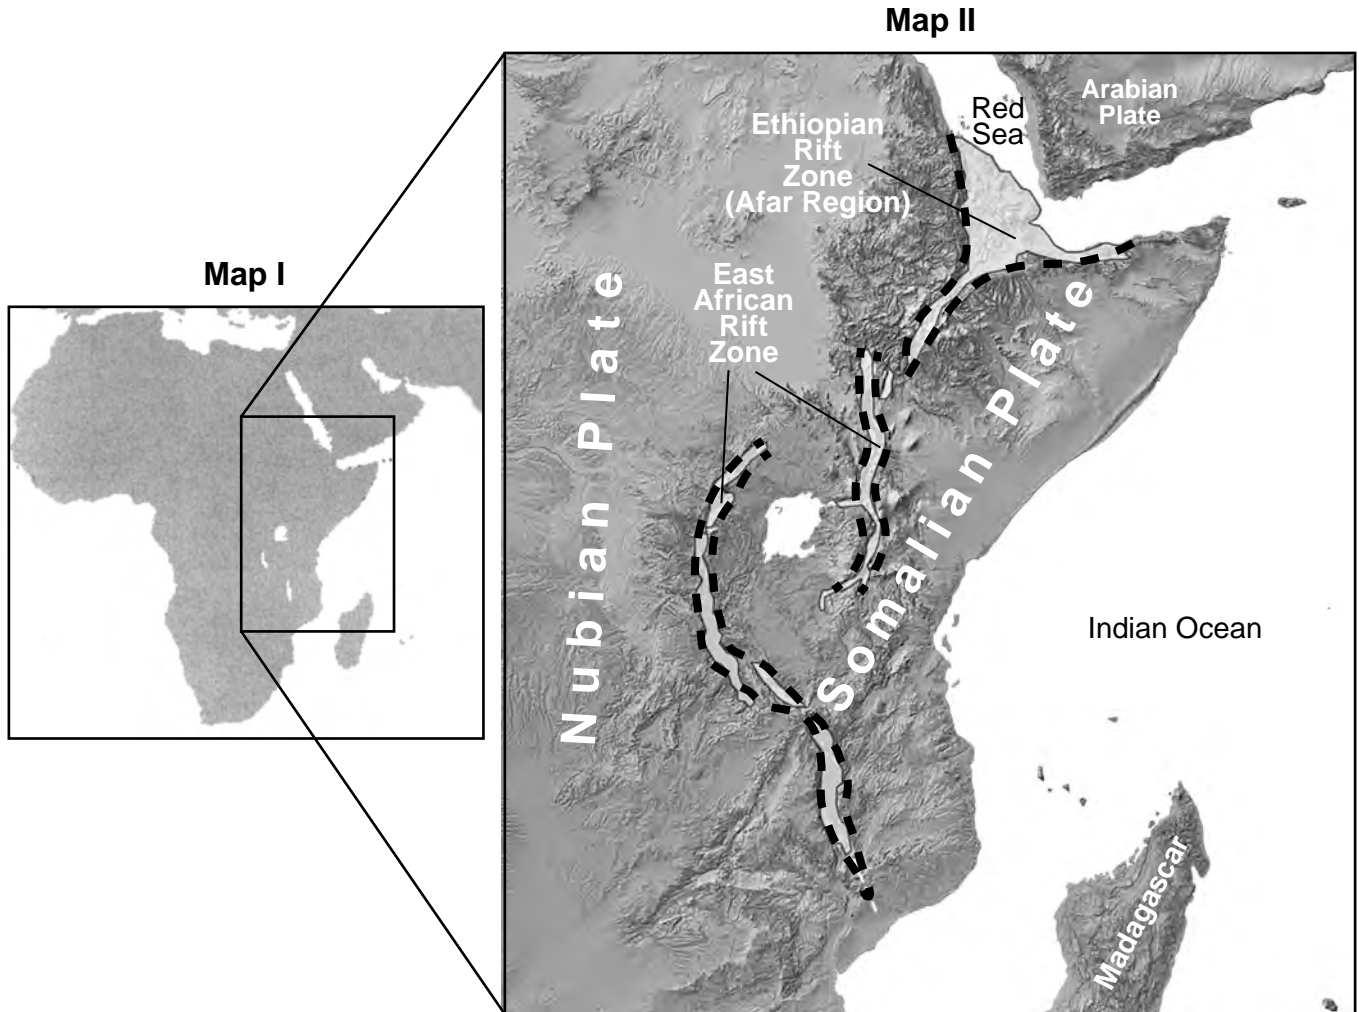 Map II
Red
Sea
Arabian
Plate
Ethiopian
Rift
Zone
(Afar Region)
Map I
East
African
Rift
Zone
Nubian Plate
Somalian Plate
Indian Ocean
Madagascar